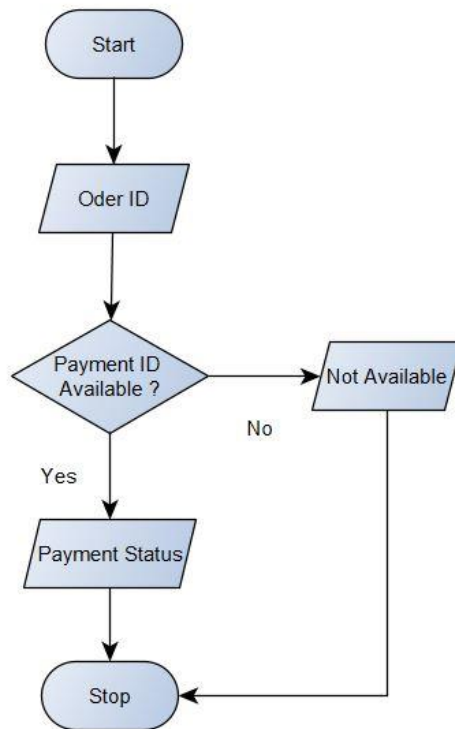 Start
Oder ID
Payment ID
Available ?
Not Available
No
Yes
Payment Status
Stop